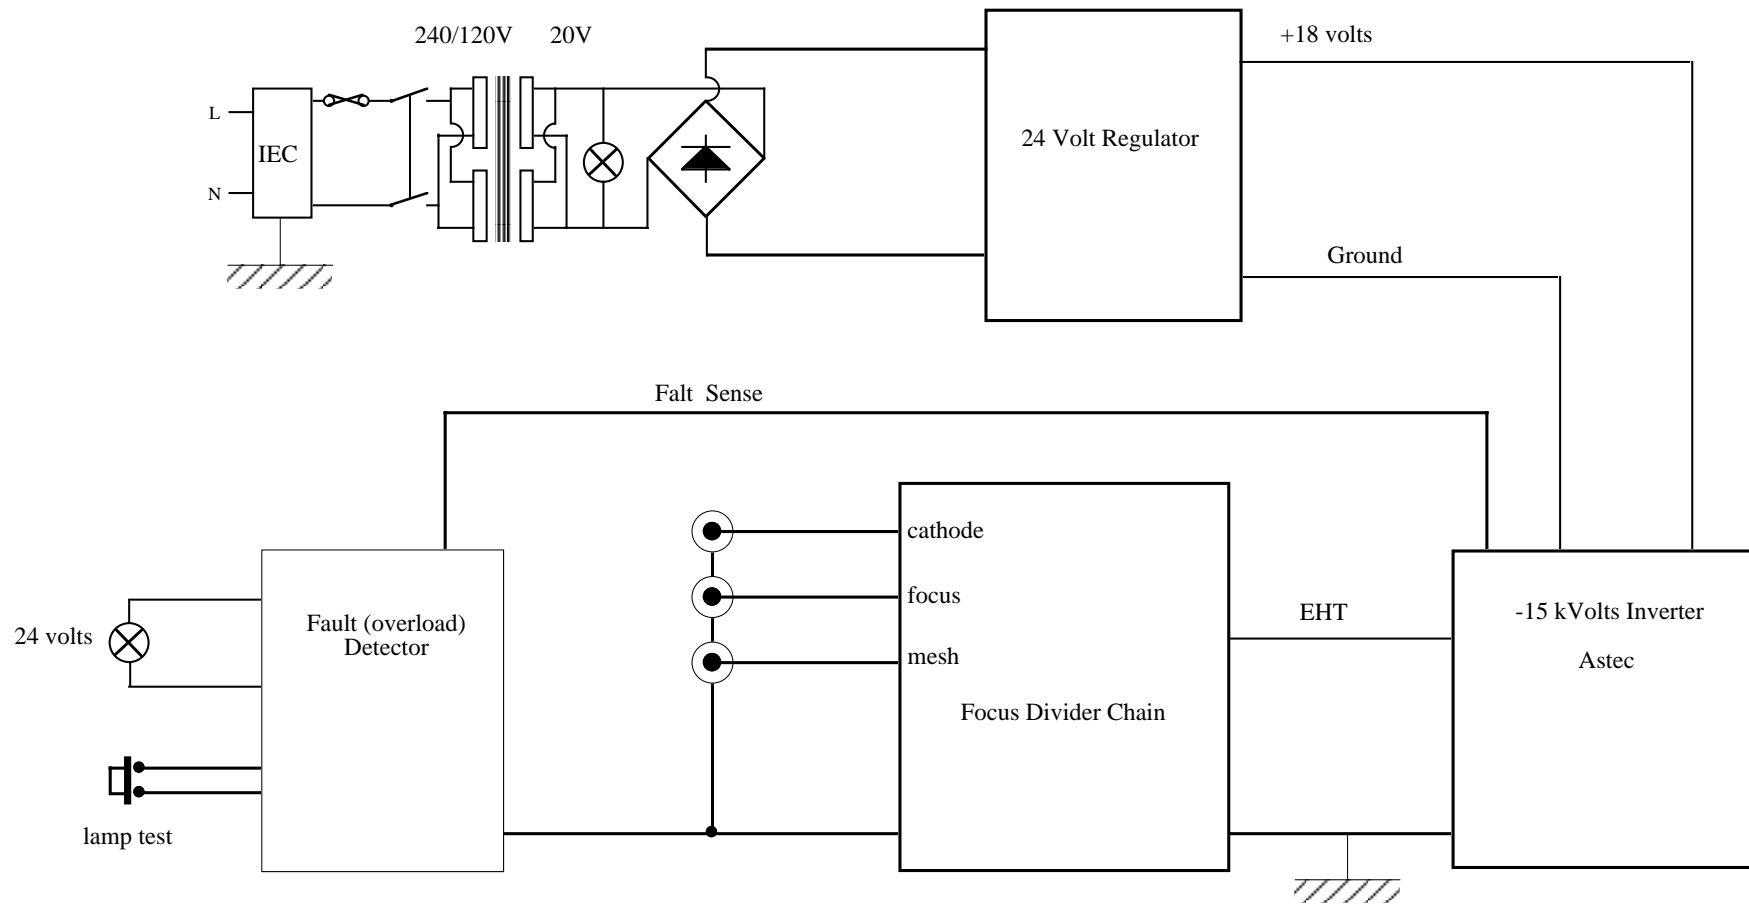 240/120V 20V
+18 volts
L
IEC
24 Volt Regulator
N
Ground
Falt Sense
cathode
focus
EHT
-15 kVolts Inverter
Fault (overload)
24 volts
Detector
mesh
Astec
Focus Divider Chain
lamp test